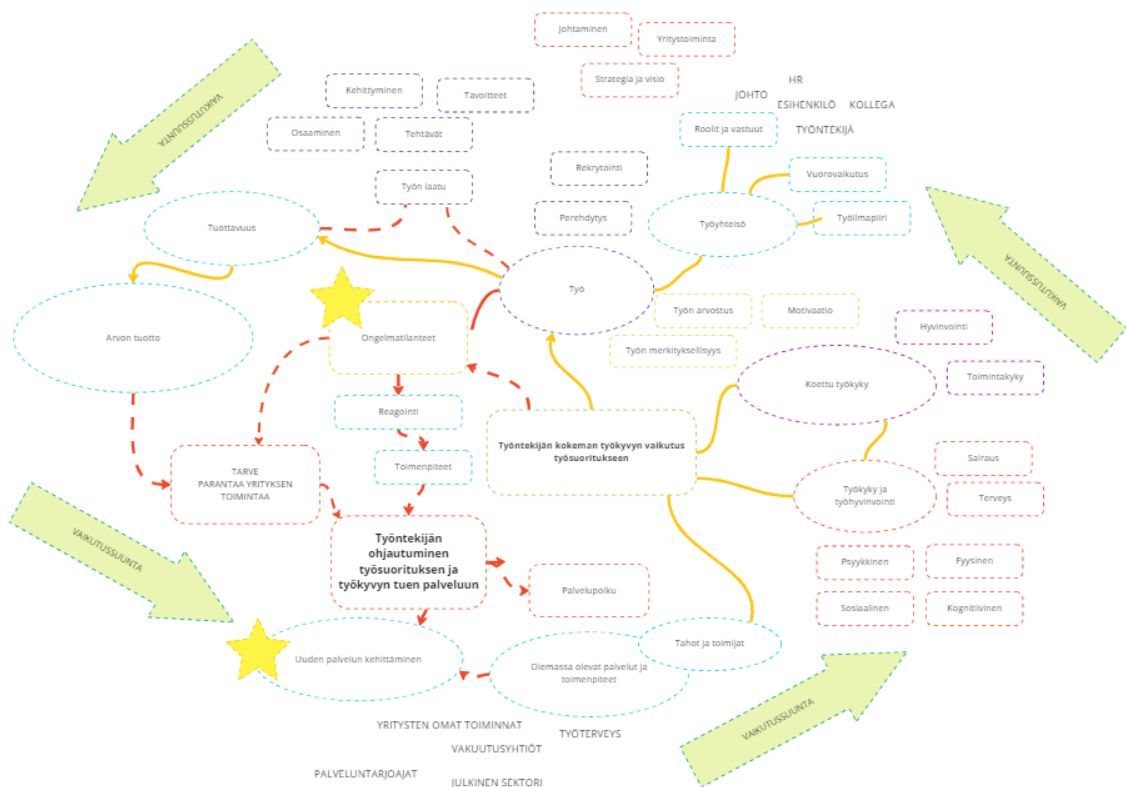 Johtaminen
Yritystoiminta
Strategia ja visio
HR
JOHTO
ESIHENKILÖ
KOLLEGA
TYÖNTEKIJÄ
VAIKUTUSSUUNTA
Kehittyminen
Tavoitteet
Osaaminen
Tehtävät
Työn laatu
Rekrytointi
Perehdytys
Roolit ja vastuut
Vuorovaikutus
Työilmapiiri
Työyhteisö
VAIKUTUSSUUNTA
Tuottavuus
Työ
Arvon tuotto
Ongelmatilanteet
Työn arvostus
Motivaatio
Työn merkityksellisyys
Hyvinvointi
Koettu työkyky
Toimintakyky
Reagointi
Toimenpiteet
Työntekijän kokeman työkyvyn vaikutus
työsuoritukseen
TARVE
PARANTAA YRITYKSEN
TOIMINTAA
Sairaus
Terveys
Työkyky ja
työhyvinvointi
VAIKUTUSSUUNTA
Työntekijän
ohjautuminen
työsuorituksen ja
työkyvyn tuen palveluun
Palvelupolku
Psyykkinen
Fyysinen
Sosiaalinen
Kognitiivinen
Uuden palvelun kehittäminen
Olemassa olevat palvelut ja
toimenpiteet
Tahot ja toimijat
VAIKUTUSSUUNTA
YRITYSTEN OMAT TOIMINNAT
TYÖTERVEYS
VAKUUTUSYHTIÖT
PALVELUNTARJOAJAT
JULKINEN SEKTORI